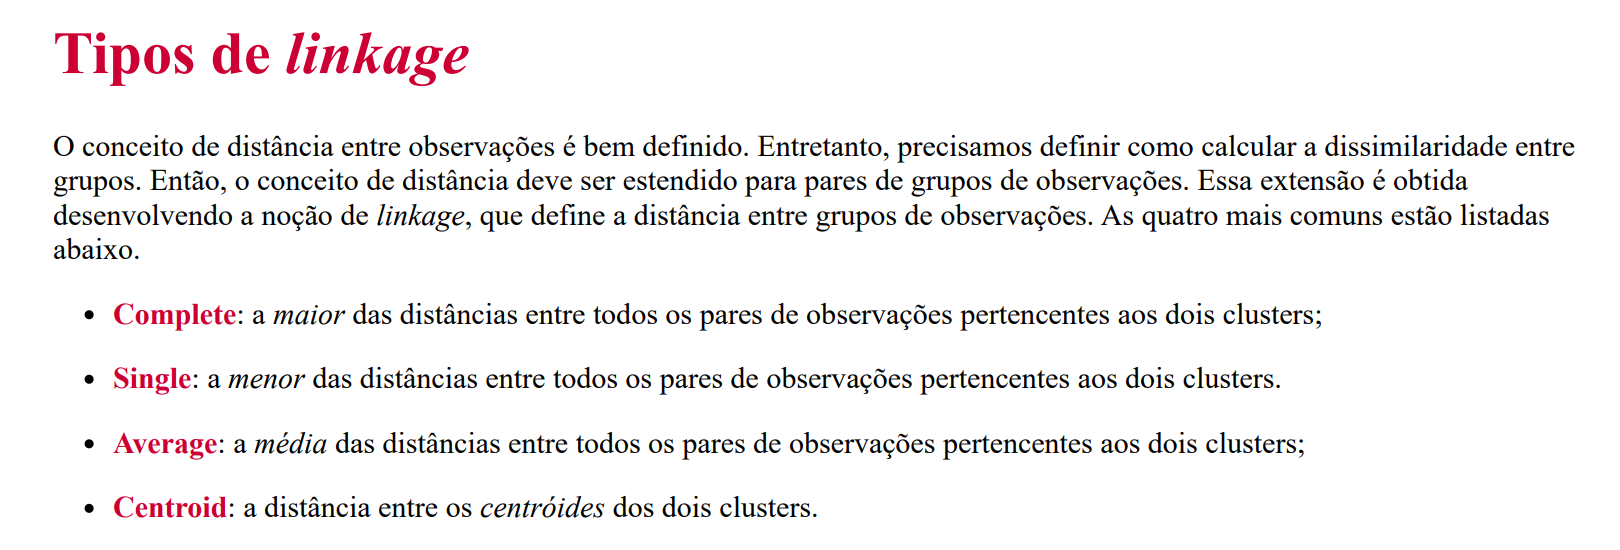 Tipos de linkage
O conceito de distância entre observações é bem definido. Entretanto, precisamos definir como calcular a dissimilaridade entre
grupos. Então, o conceito de distância deve ser estendido para pares de grupos de observações. Essa extensão é obtida
desenvolvendo a noção de linkage, que define a distância entre grupos de observações. As quatro mais comuns estão listadas
abaixo.
• Complete: a maior das distâncias entre todos os pares de observações pertencentes aos dois clusters;
• Single: a menor das distâncias entre todos os pares de observações pertencentes aos dois clusters.
• Average: a média das distâncias entre todos os pares de observações pertencentes aos dois clusters;
• Centroid: a distância entre os centróides dos dois clusters.